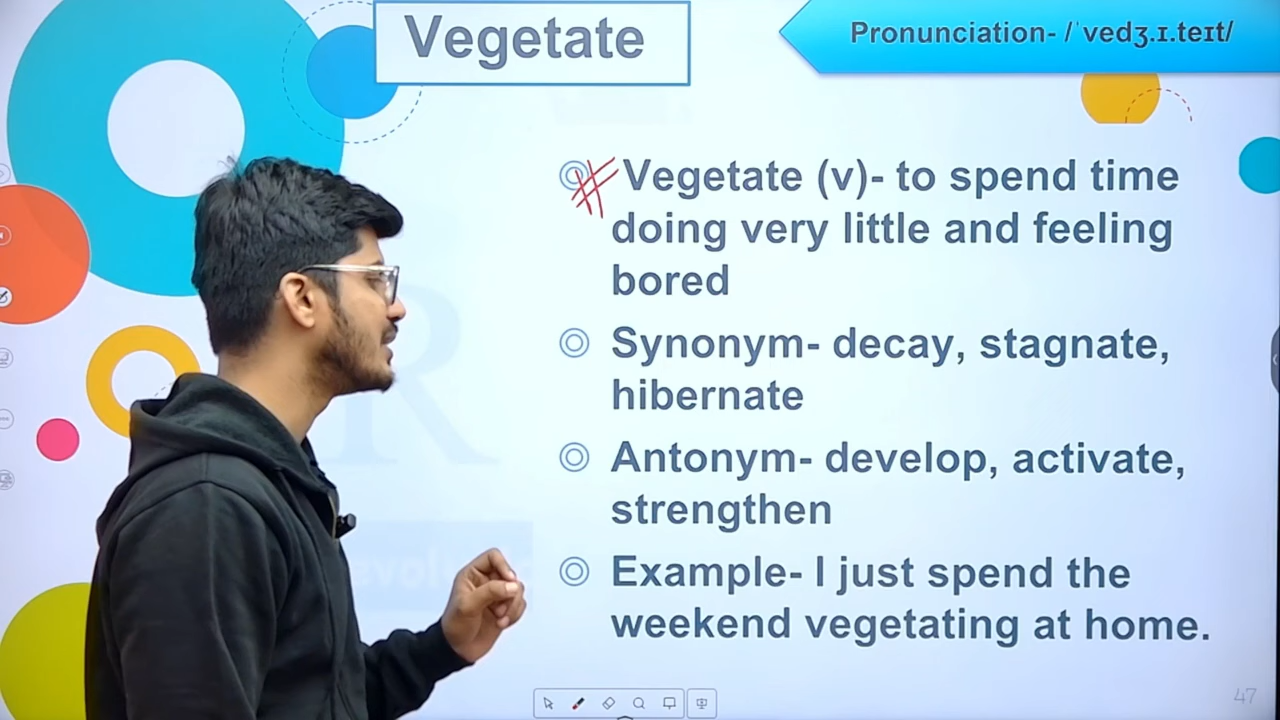 Vegetate
Pronunciation- /ˈvedʒ.ɪ.teɪt/
Vegetate (v)- to spend time
doing very little and feeling
bored
Synonym- decay, stagnate,
hibernate
Antonym- develop, activate,
strengthen
Example- I just spend the
weekend vegetating at home.
47